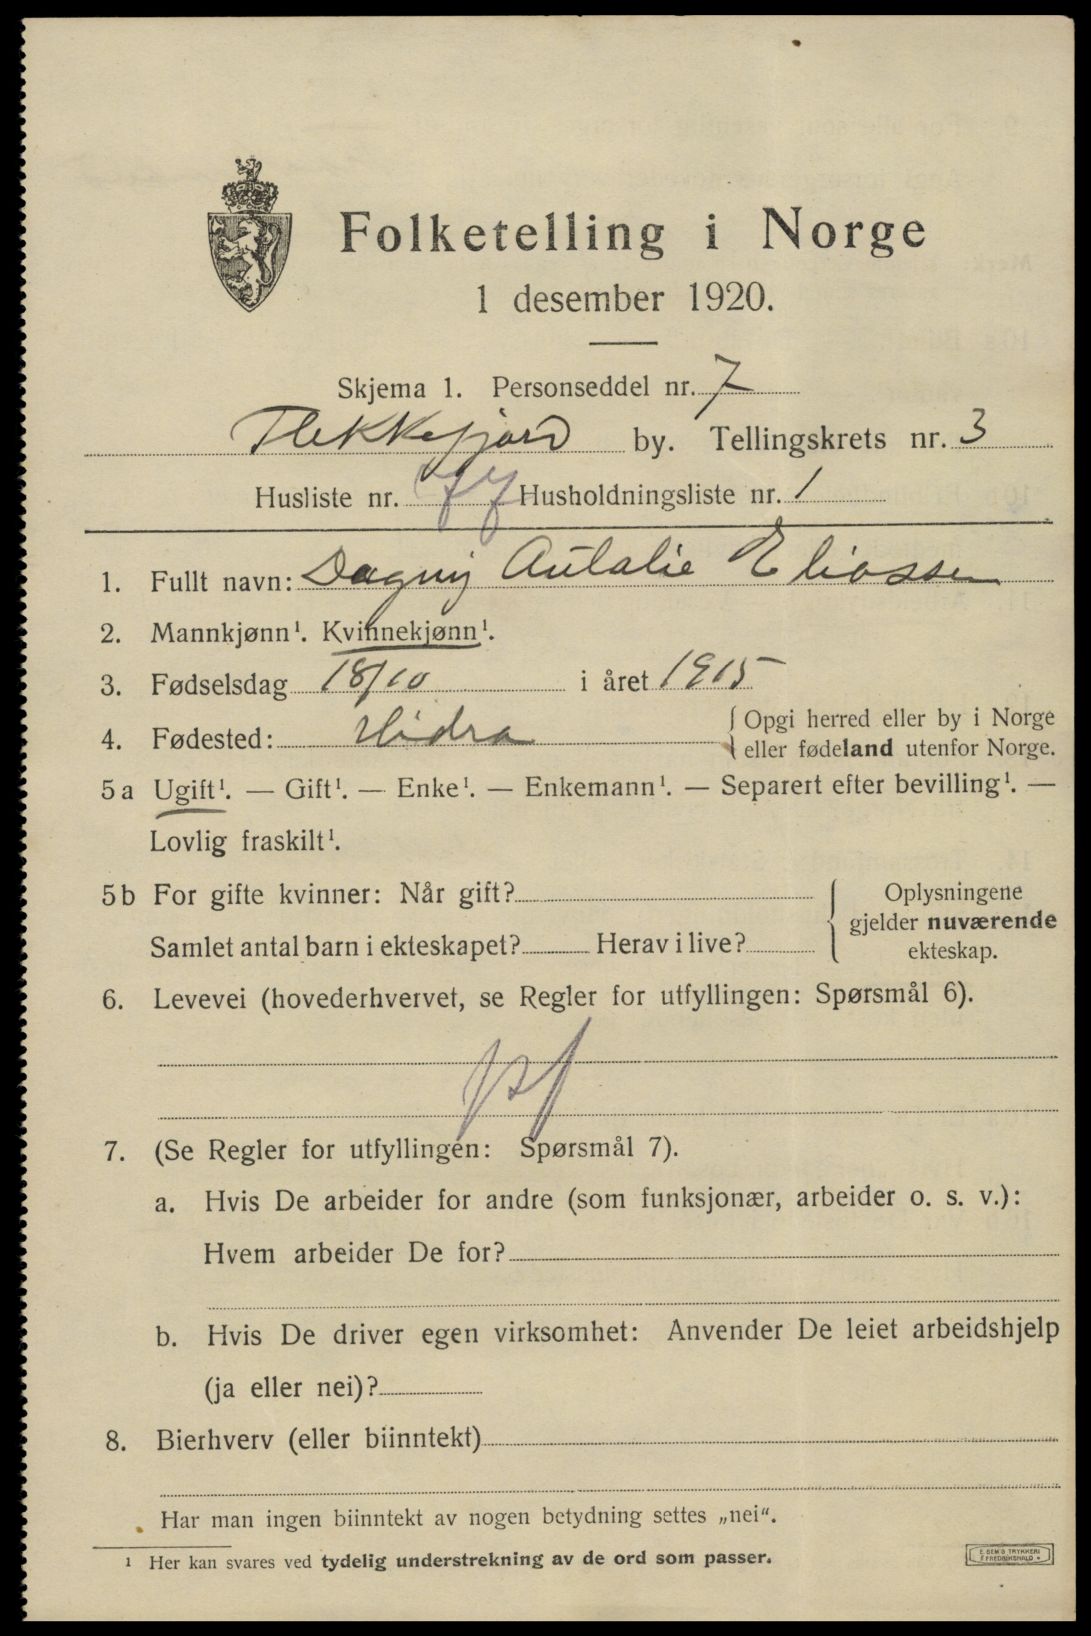 Folketelling i Norge
1 desember 1920.
Skjema 1. Personseddel nr. 7
Flekkefjord by. Tellingskrets nr. 3
Husliste nr. 77 Husholdningsliste nr. 1
1. Fullt navn: Dagny Autalie Eliassen
2. Mannkjønn¹. Kvinnekjønn¹.
3. Fødselsdag 18/10 i året 1915
4. Fødested: Hidra { Opgi herred eller by i Norge
eller fødeland utenfor Norge.
5a Ugift¹. — Gift¹. — Enke¹. — Enkemann¹. — Separert efter bevilling¹. —
Lovlig fraskilt¹.
5b For gifte kvinner: Når gift?
Samlet antal barn i ekteskapet? Herav i live?
Oplysningene
gjelder nuværende
ekteskap.
6. Levevei (hovederhvervet, se Regler for utfyllingen: Spørsmål 6).
7. (Se Regler for utfyllingen: Spørsmål 7).
a. Hvis De arbeider for andre (som funksjonær, arbeider o. s. v.):
Hvem arbeider De for?
b. Hvis De driver egen virksomhet: Anvender De leiet arbeidshjelp
(ja eller nei)?
8. Bierhverv (eller biinntekt)
Har man ingen biinntekt av nogen betydning settes „nei“.
¹ Her kan svares ved tydelig understrekning av de ord som passer.
E SEM'S TRYKKERI
FREDRIKSHALD